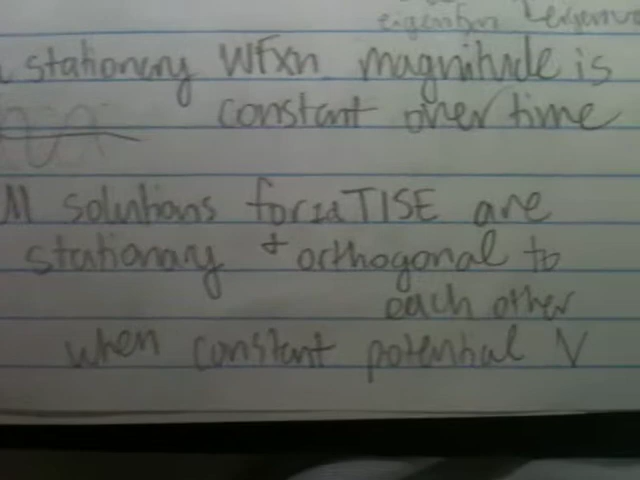 eigenfxn eigenva
a stationary Wfxn magnitude is
constant over time
All solutions for a TISE are
stationary + orthogonal to
each other
when constant potential V